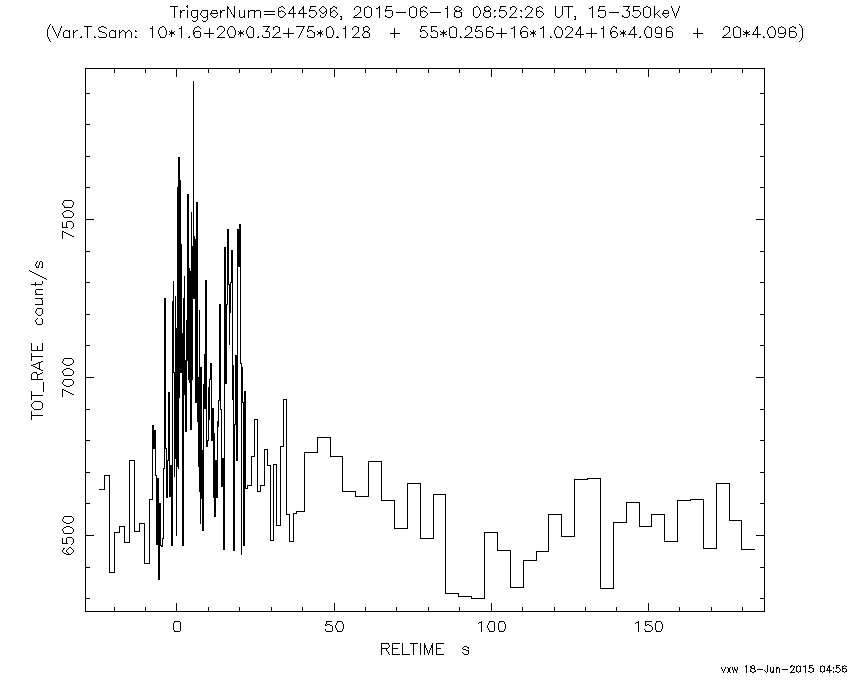 TriggerNum=644596, 2015-06-18 08:52:26 UT, 15-350keV
(Var.T.Sam: 10*1.6+20*0.32+75*0.128 + 55*0.256+16*1.024+16*4.096 + 20*4.096)
7500
7000
6500
TOT_RATE count/s
0 50 100 150
RELTIME s
vxw 18-Jun-2015 04:56